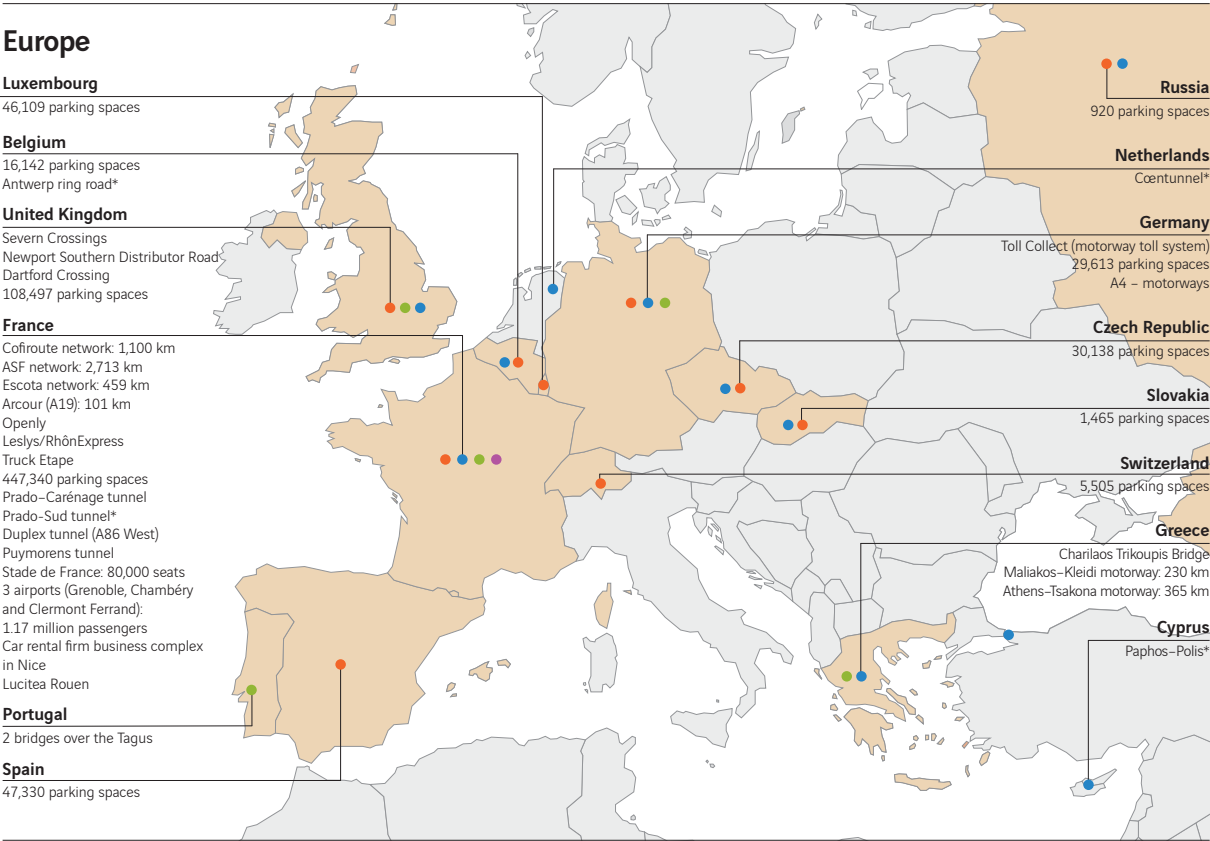 Europe
Luxembourg
46,109 parking spaces
Belgium
16,142 parking spaces
Antwerp ring road*
United Kingdom
Severn Crossings
Newport Southern Distributor Road
Dartford Crossing
108,497 parking spaces
France
Cofiroute network: 1,100 km
ASF network: 2,713 km
Escota network: 459 km
Arcour (A19): 101 km
Openly
Leslys/RhônExpress
Truck Etape
447,340 parking spaces
Prado–Carénage tunnel
Prado-Sud tunnel*
Duplex tunnel (A86 West)
Puymorens tunnel
Stade de France: 80,000 seats
3 airports (Grenoble, Chambéry
and Clermont Ferrand):
1.17 million passengers
Car rental firm business complex
in Nice
Lucitea Rouen
Portugal
2 bridges over the Tagus
Spain
47,330 parking spaces
Russia
920 parking spaces
Netherlands
Cœntunnel*
Germany
Toll Collect (motorway toll system)
29,613 parking spaces
A4 – motorways
Czech Republic
30,138 parking spaces
Slovakia
1,465 parking spaces
Switzerland
5,505 parking spaces
Greece
Charilaos Trikoupis Bridge
Maliakos–Kleidi motorway: 230 km
Athens–Tsakona motorway: 365 km
Cyprus
Paphos–Polis*